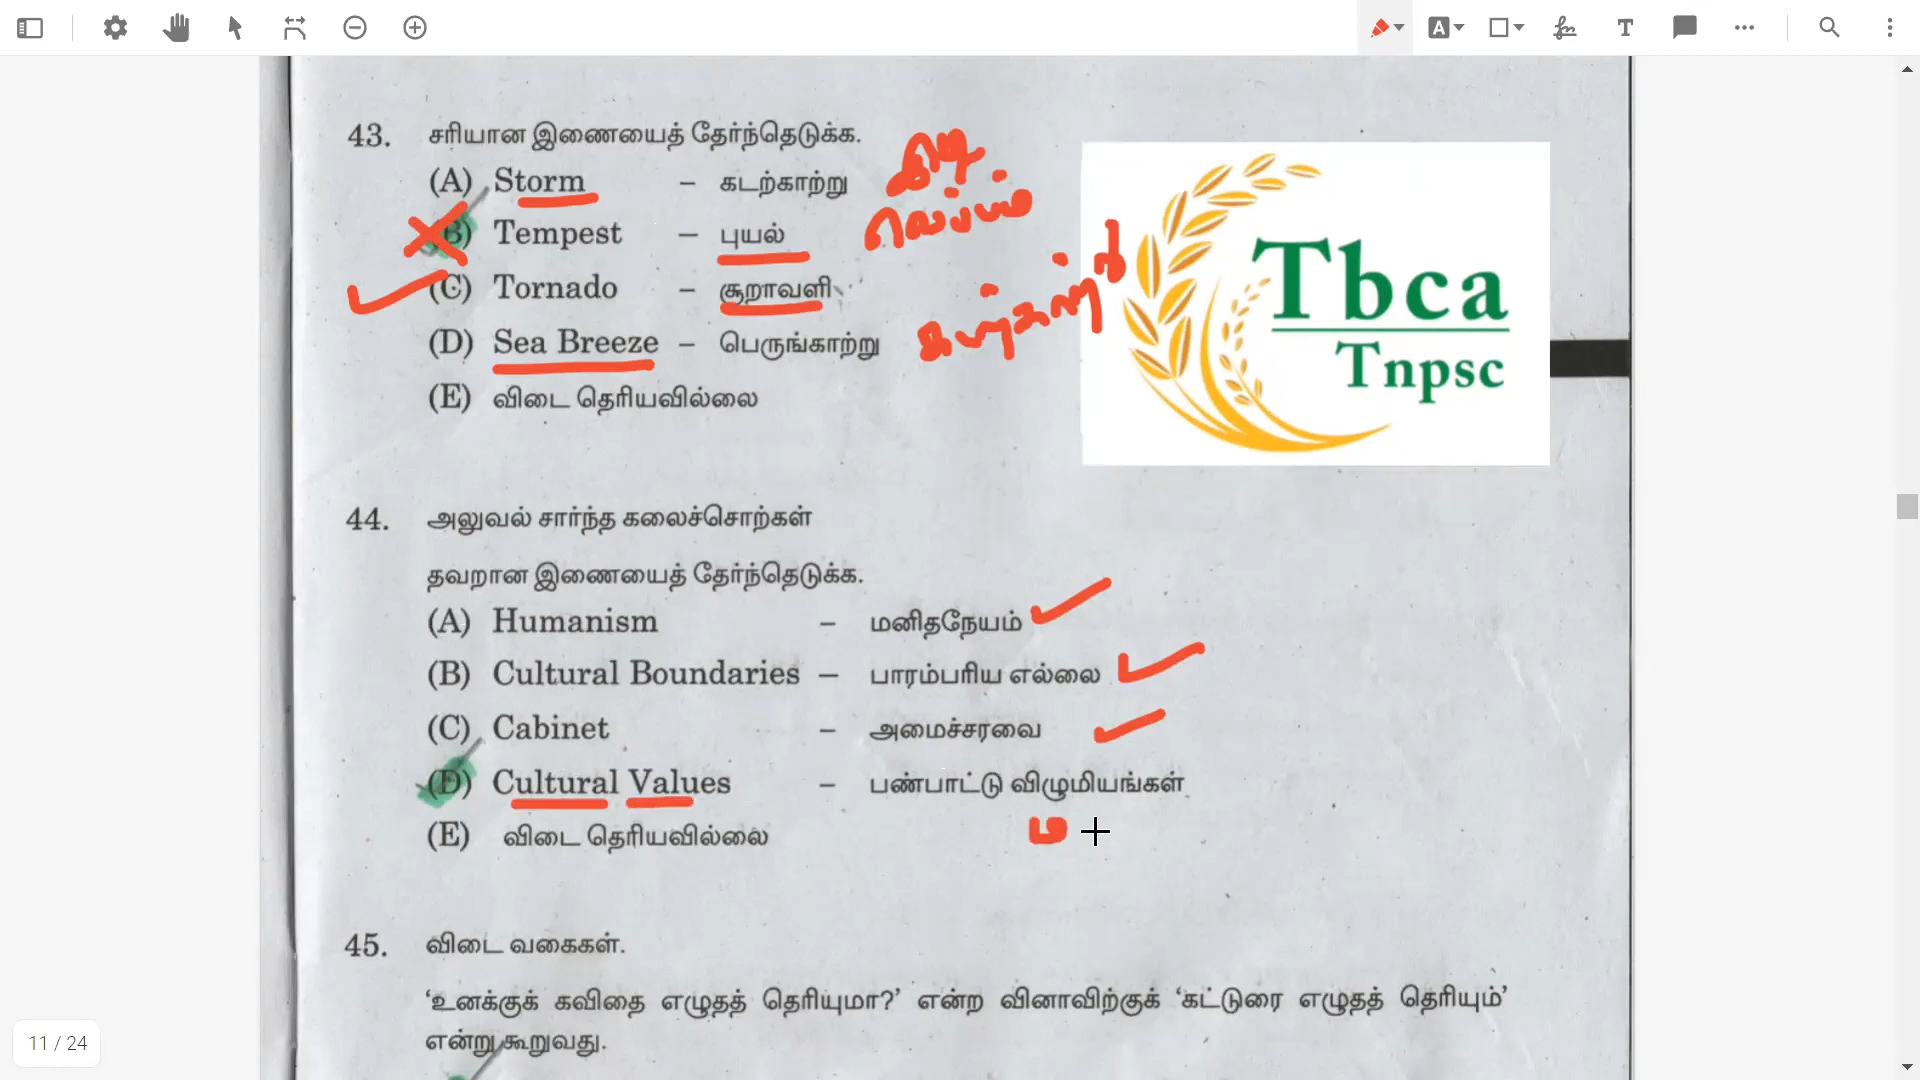 43. சரியான இணையைத் தேர்ந்தெடுக்க.
(A) Storm – கடற்காற்று
(B) Tempest – புயல்
(C) Tornado – சூறாவளி
(D) Sea Breeze – பெருங்காற்று
(E) விடை தெரியவில்லை
Tbca
Tnpsc
44. அலுவல் சார்ந்த கலைச்சொற்கள்
தவறான இணையைத் தேர்ந்தெடுக்க.
(A) Humanism – மனிதநேயம்
(B) Cultural Boundaries – பாரம்பரிய எல்லை
(C) Cabinet – அமைச்சரவை
(D) Cultural Values – பண்பாட்டு விழுமியங்கள்
ம
(E) விடை தெரியவில்லை
45. விடை வகைகள்.
‘உனக்குக் கவிதை எழுதத் தெரியுமா?’ என்ற வினாவிற்குக் ‘கட்டுரை எழுதத் தெரியும்’
என்று கூறுவது.
11 / 24